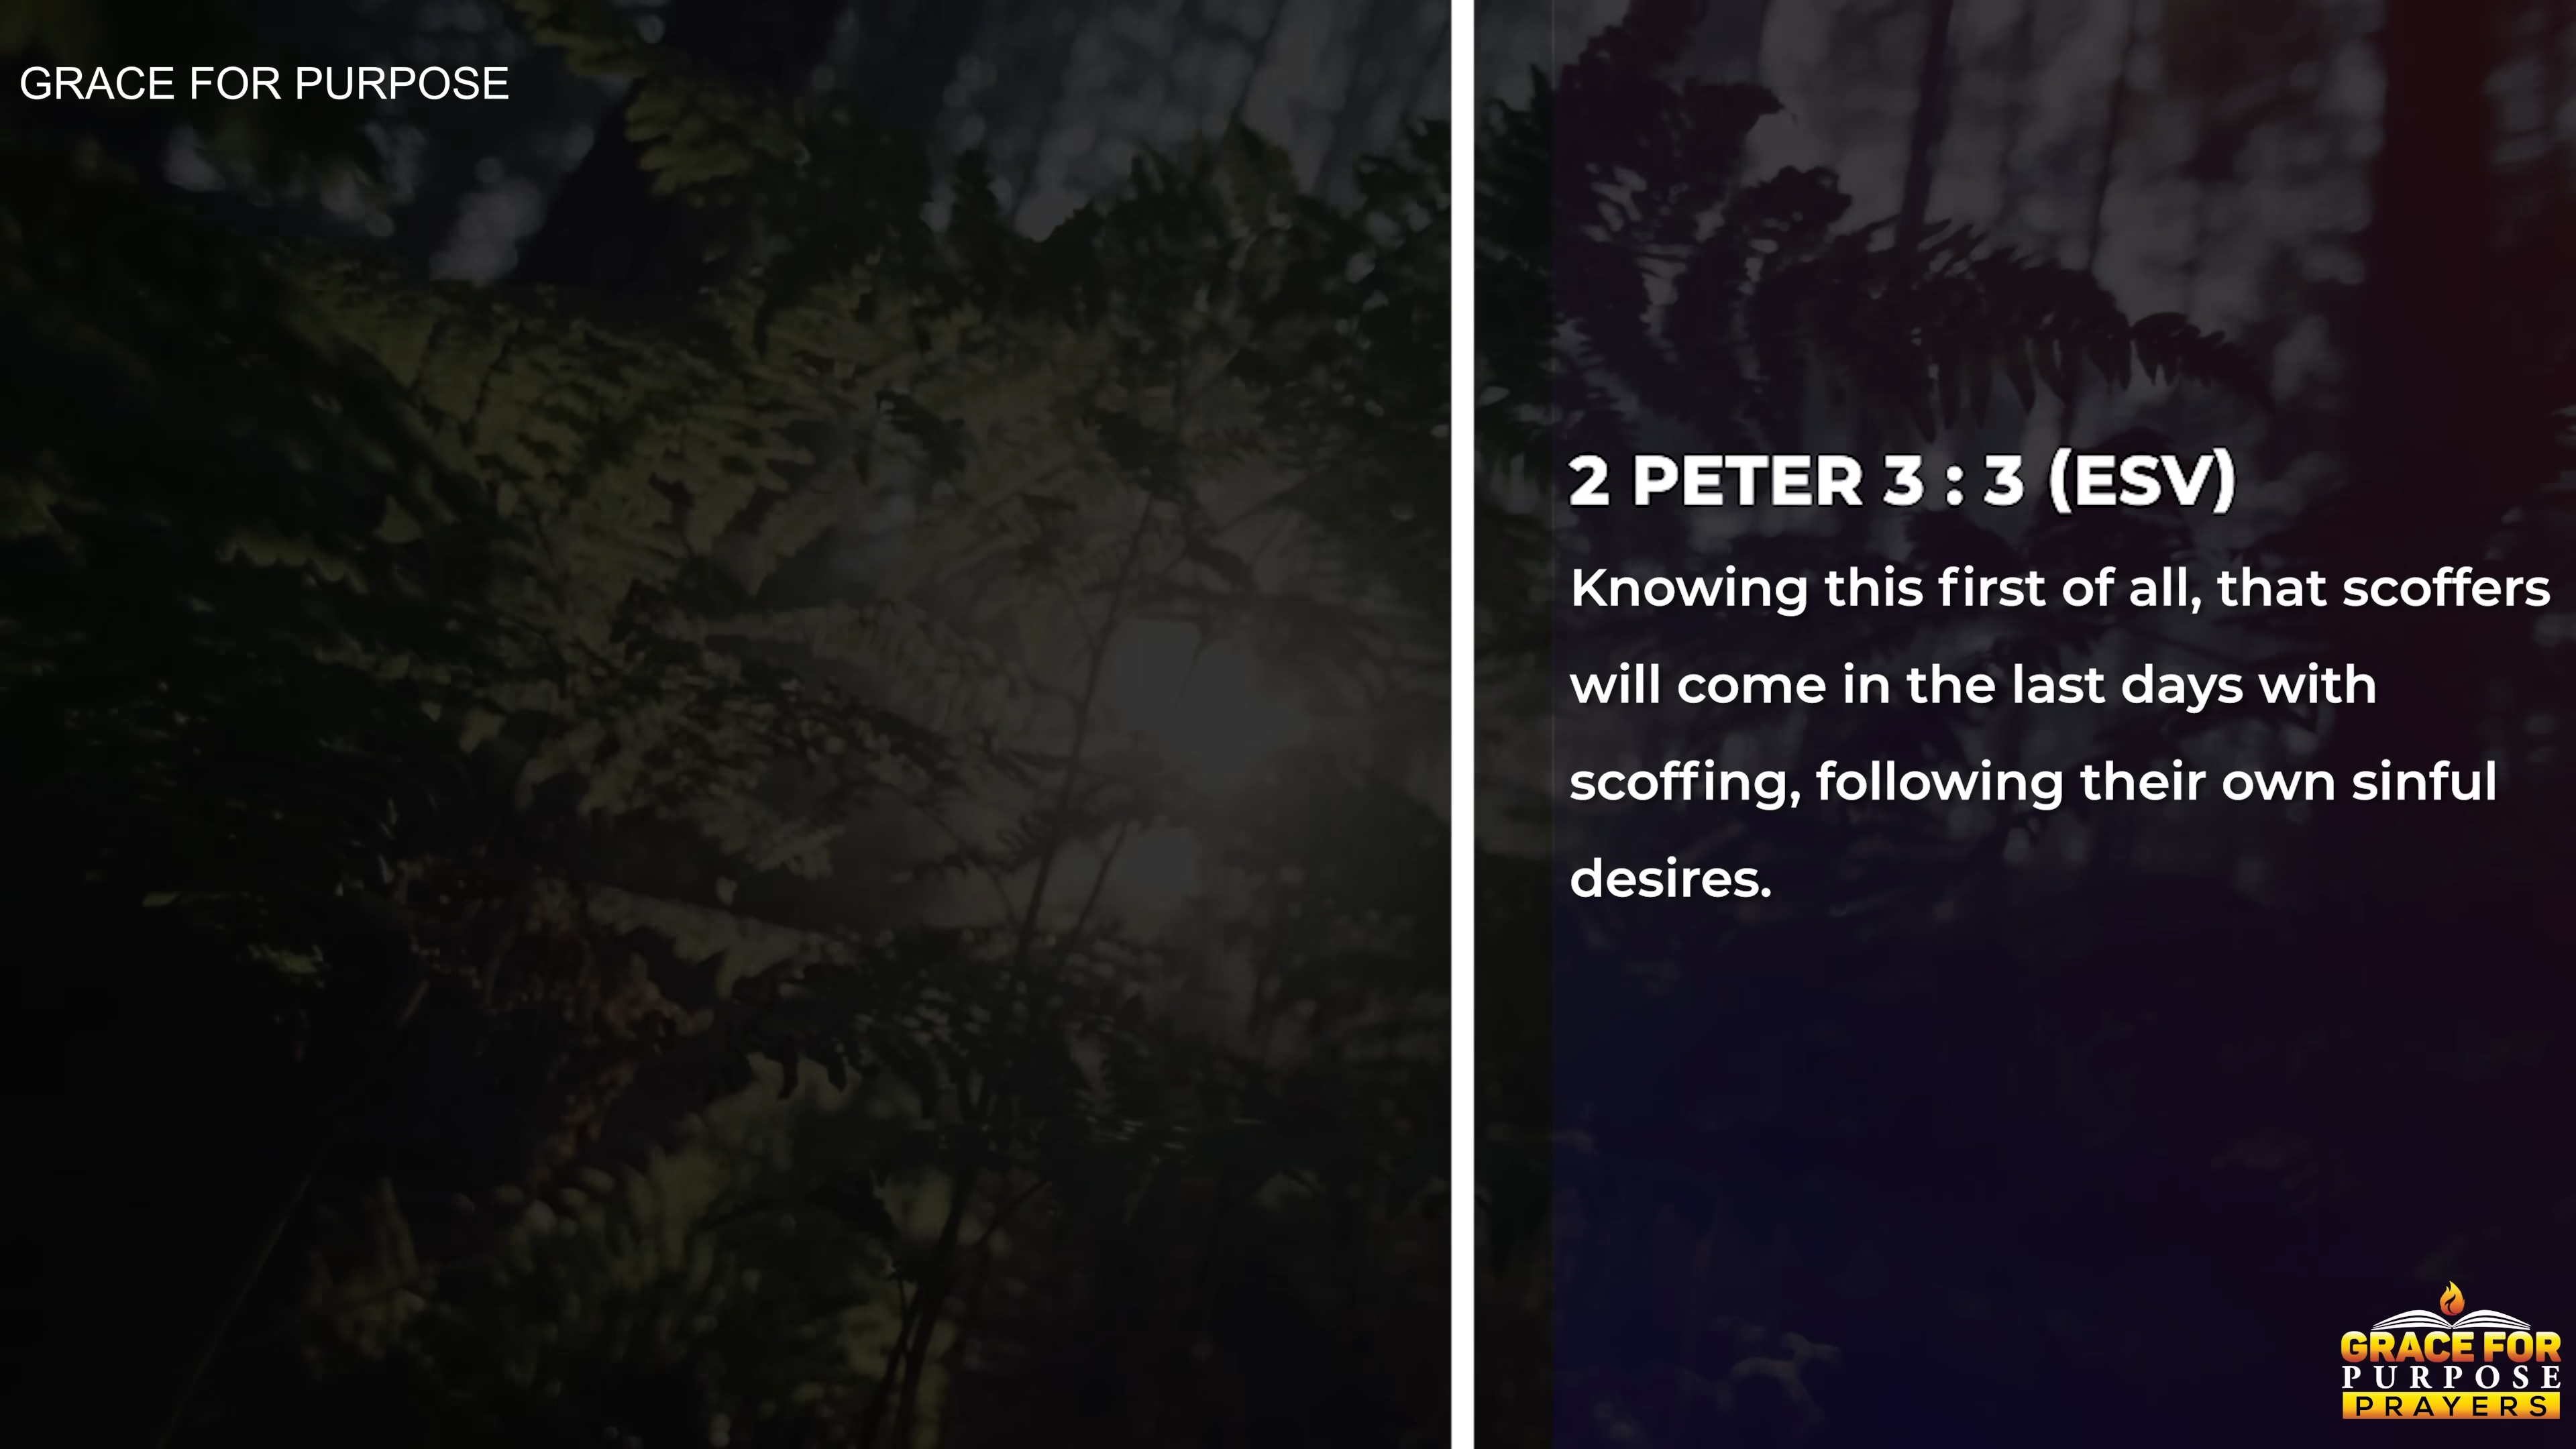 GRACE FOR PURPOSE
2 PETER 3 : 3 (ESV)
Knowing this first of all, that scoffers
will come in the last days with
scoffing, following their own sinful
desires.
GRACE FOR
PURPOSE
PRAYERS